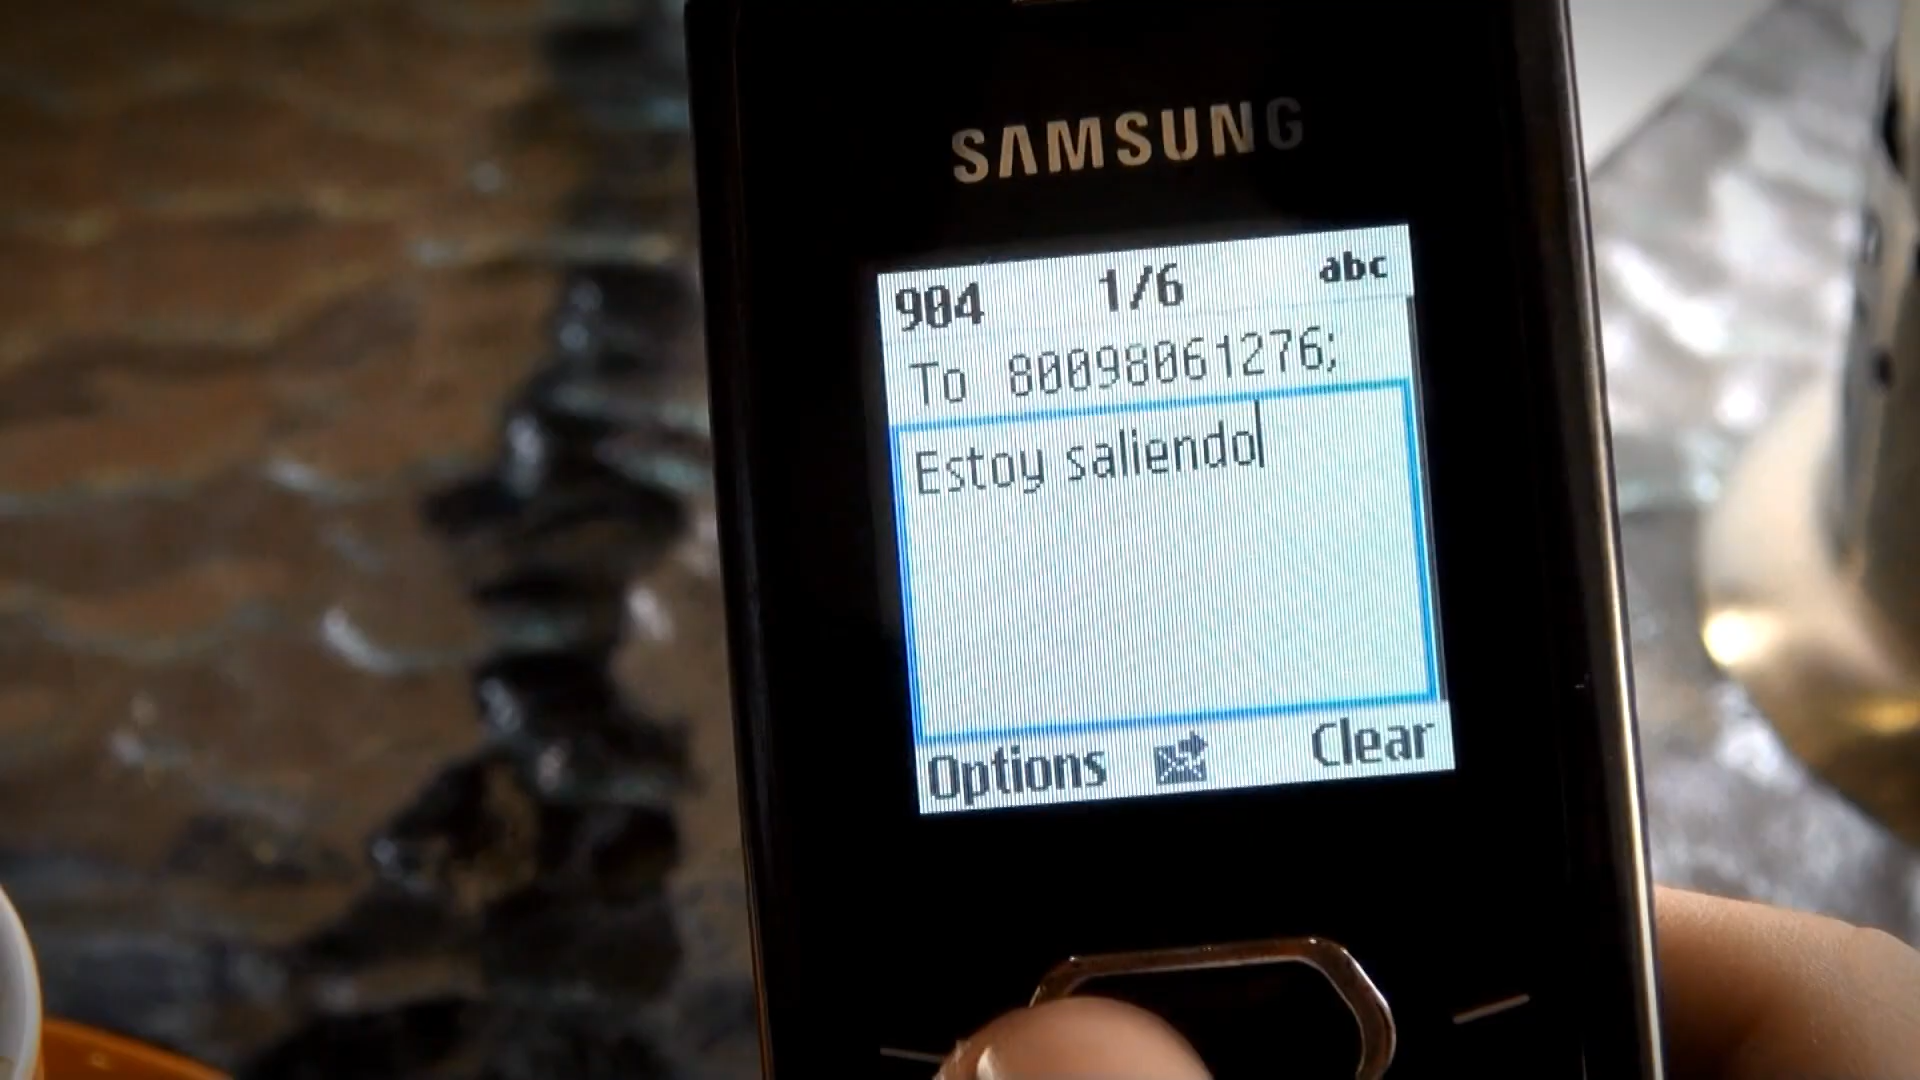 SAMSUNG
904 1/6 abc
To 80098061276;
Estoy saliendo
Options Clear